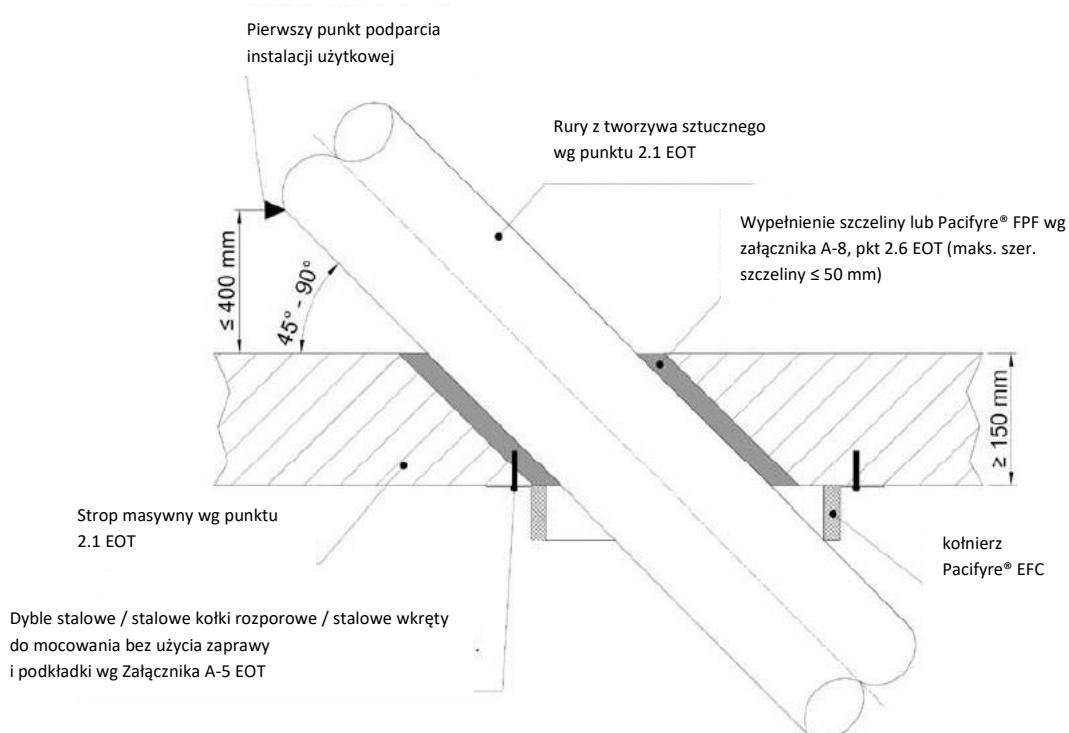 Pierwszy punkt podparcia
instalacji użytkowej
Rury z tworzywa sztucznego
wg punktu 2.1 EOT
Wypełnienie szczeliny lub Pacifyre® FPF wg
załącznika A-8, pkt 2.6 EOT (maks. szer.
szczeliny ≤ 50 mm)
≤ 400 mm
45° - 90°
≥ 150 mm
Strop masywny wg punktu
2.1 EOT
kołnierz
Pacifyre® EFC
Dyble stalowe / stalowe kołki rozporowe / stalowe wkręty
do mocowania bez użycia zaprawy
i podkładki wg Załącznika A-5 EOT